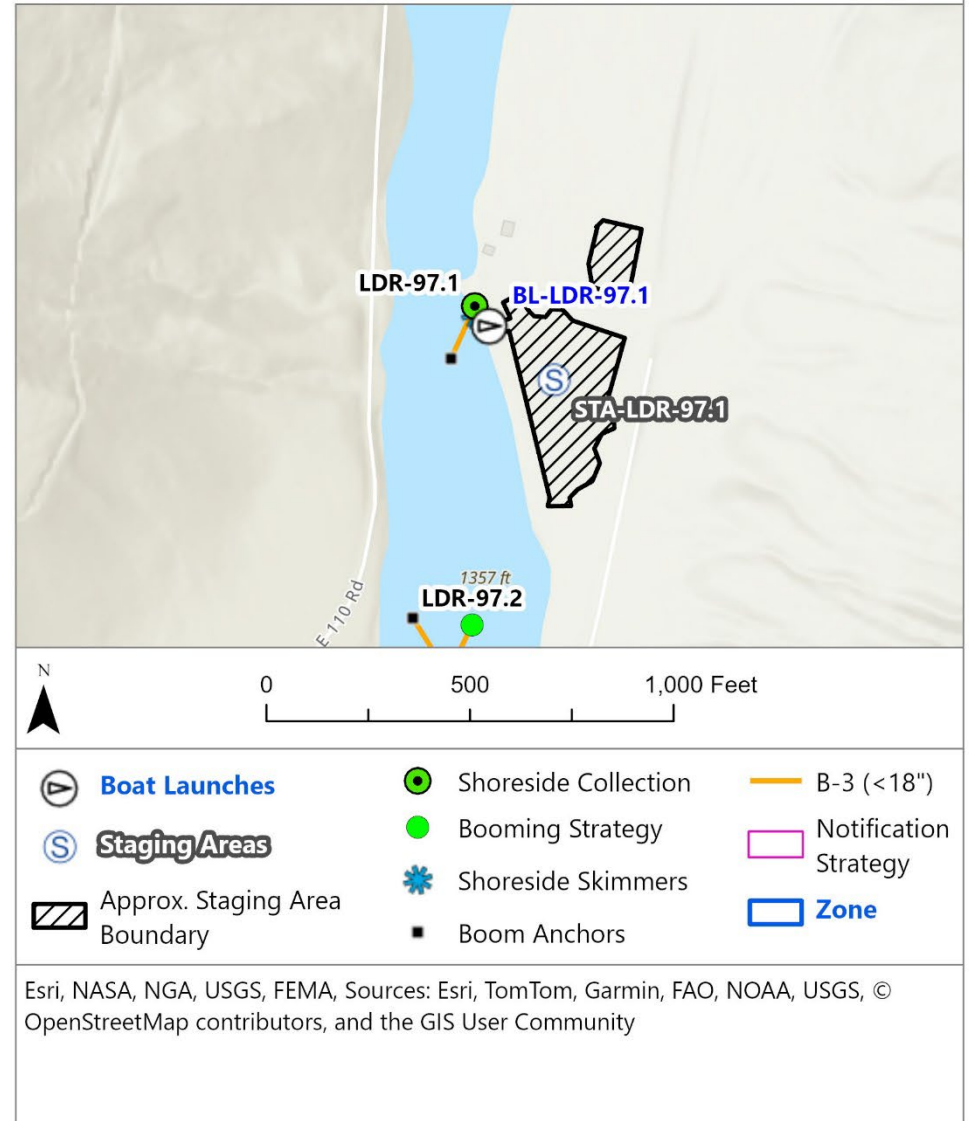 LDR-97.1
BL-LDR-97.1
S
STA-LDR-97.1
1357 ft
LDR-97.2
E 110 Rd
N
0 500 1,000 Feet
Boat Launches
S Staging Areas
Approx. Staging Area
Boundary
Shoreside Collection
Booming Strategy
Shoreside Skimmers
Boom Anchors
B-3 (<18")
Notification
Strategy
Zone
Esri, NASA, NGA, USGS, FEMA, Sources: Esri, TomTom, Garmin, FAO, NOAA, USGS, ©
OpenStreetMap contributors, and the GIS User Community